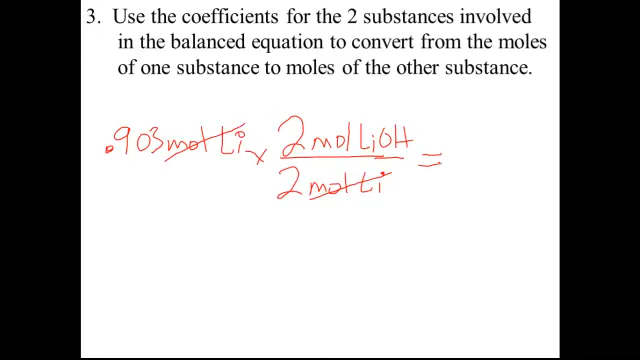 3. Use the coefficients for the 2 substances involved
in the balanced equation to convert from the moles
of one substance to moles of the other substance.
.903 mol Li x 2 mol LiOH =
2 mol Li